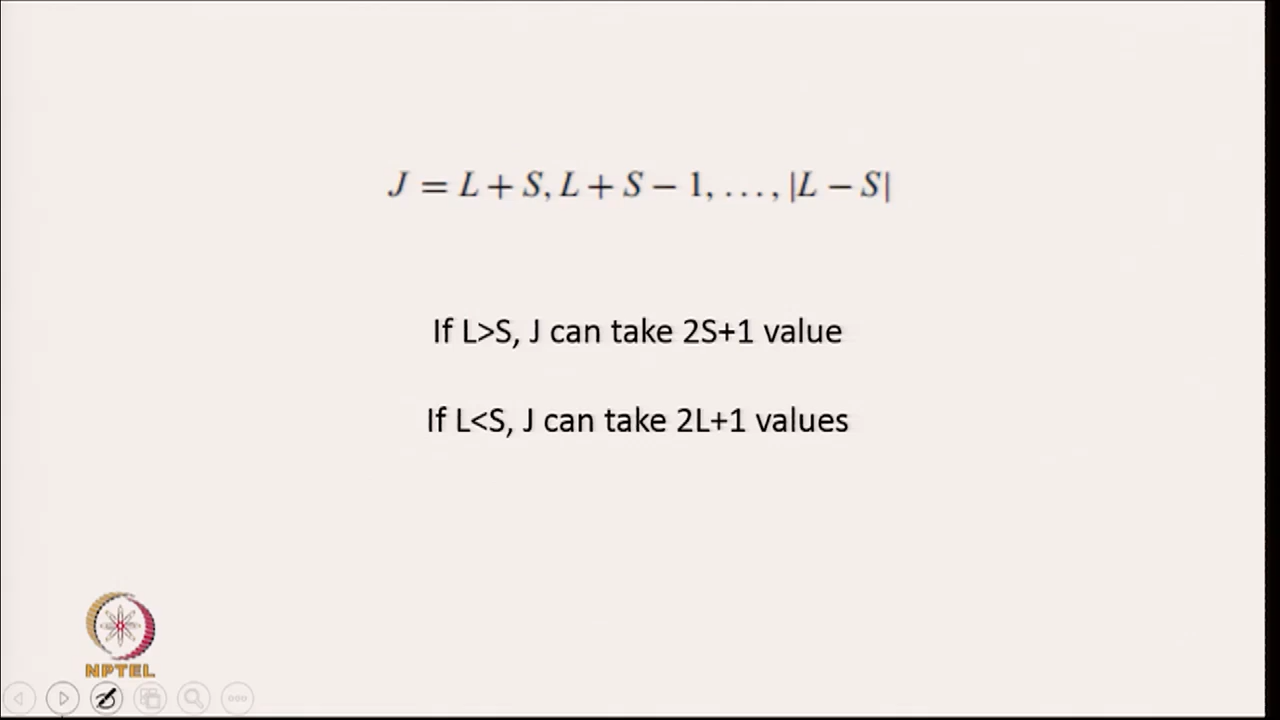 J = L + S, L + S − 1, . . . , |L − S|
If L>S, J can take 2S+1 value
If L<S, J can take 2L+1 values
NPTEL